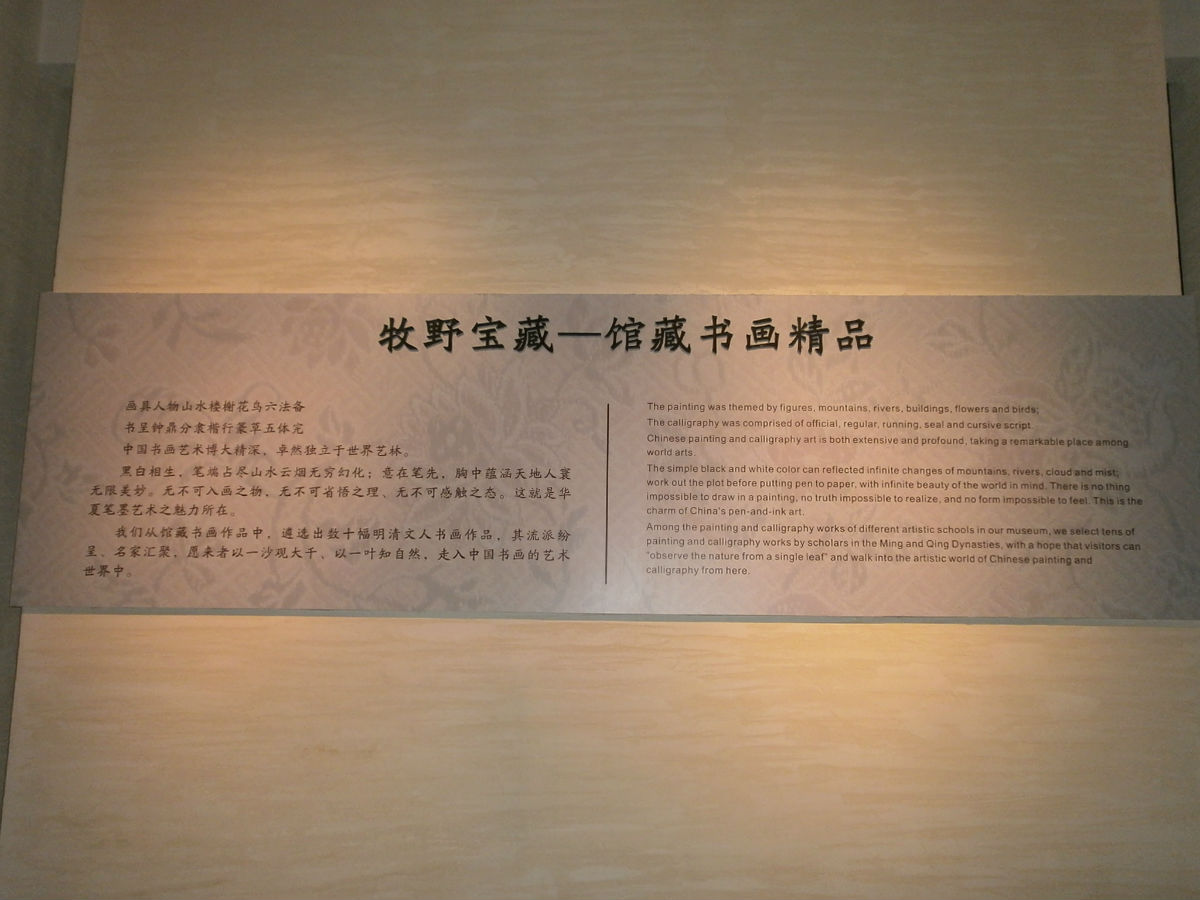 牧野宝藏—馆藏书画精品
画具人物山水楼榭花鸟六法备
书呈钟鼎分隶楷行篆草五体完
中国书画艺术博大精深，卓然独立于世界艺林。
黑白相生，笔端占尽山水云烟无穷幻化；意在笔先，胸中蕴涵天地人寰
无限美妙。无不可入画之物，无不可省悟之理、无不可感触之态。这就是华
夏笔墨艺术之魅力所在。
我们从馆藏书画作品中，遴选出数十幅明清文人书画作品，其流派纷
呈、名家汇聚，愿来者以一沙观大千、以一叶知自然，走入中国书画的艺术
世界中。
The painting was themed by figures, mountains, rivers, buildings, flowers and birds;
The calligraphy was comprised of official, regular, running, seal and cursive script.
Chinese painting and calligraphy art is both extensive and profound, taking a remarkable place among
world arts.
The simple black and white color can reflected infinite changes of mountains, rivers, cloud and mist;
work out the plot before putting pen to paper, with infinite beauty of the world in mind. There is no thing
impossible to draw in a painting, no truth impossible to realize, and no form impossible to feel. This is the
charm of China's pen-and-ink art.
Among the painting and calligraphy works of different artistic schools in our museum, we select tens of
painting and calligraphy works by scholars in the Ming and Qing Dynasties, with a hope that visitors can
"observe the nature from a single leaf" and walk into the artistic world of Chinese painting and
calligraphy from here.